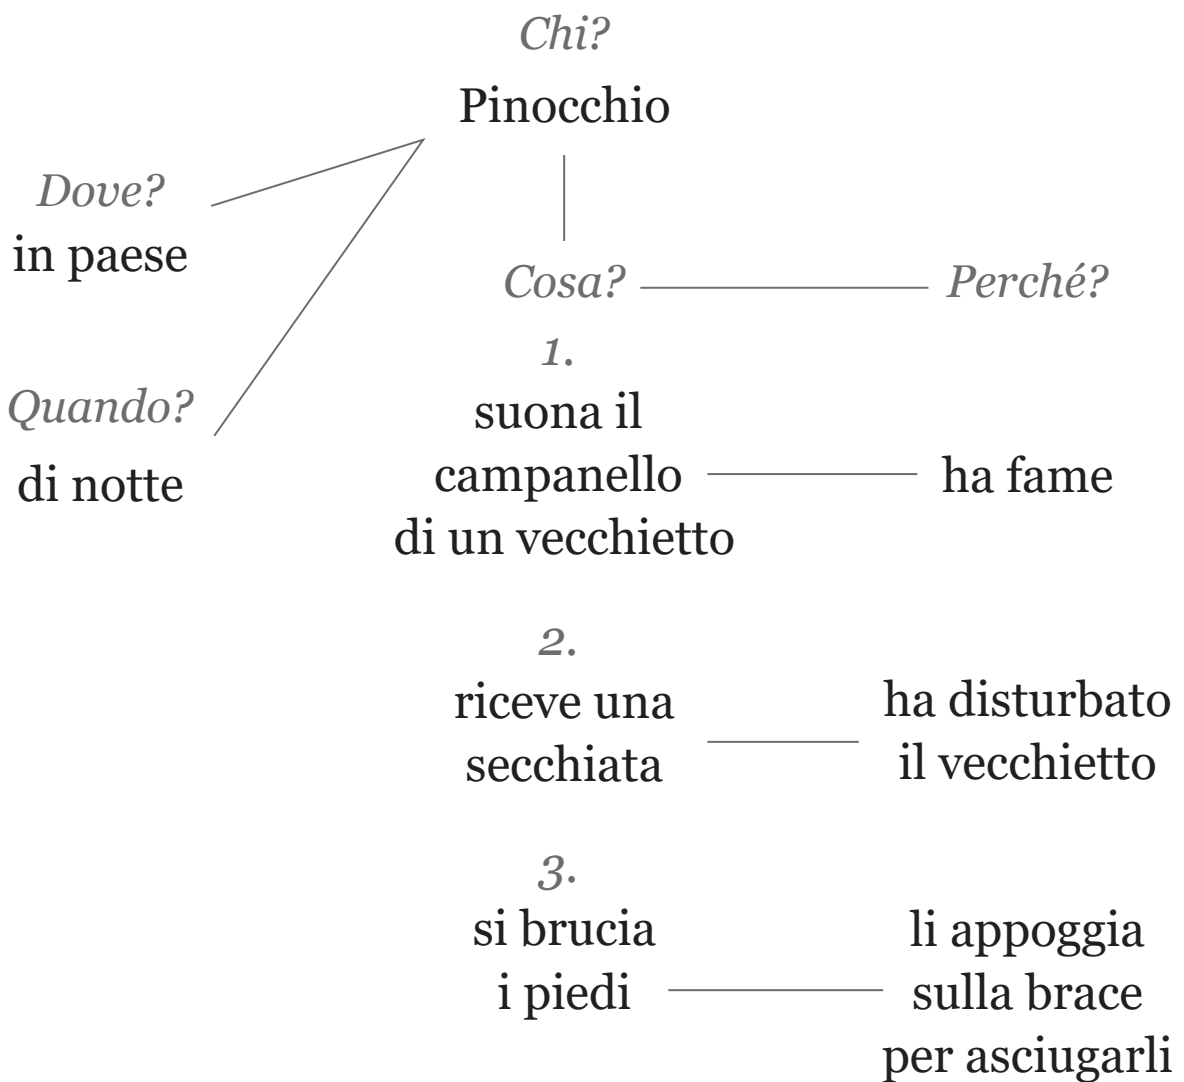 Chi?
Pinocchio
Dove?
in paese
Quando?
di notte
Cosa?
Perché?
1.
suona il
campanello
di un vecchietto
ha fame
2.
riceve una
secchiata
ha disturbato
il vecchietto
3.
si brucia
i piedi
li appoggia
sulla brace
per asciugarli